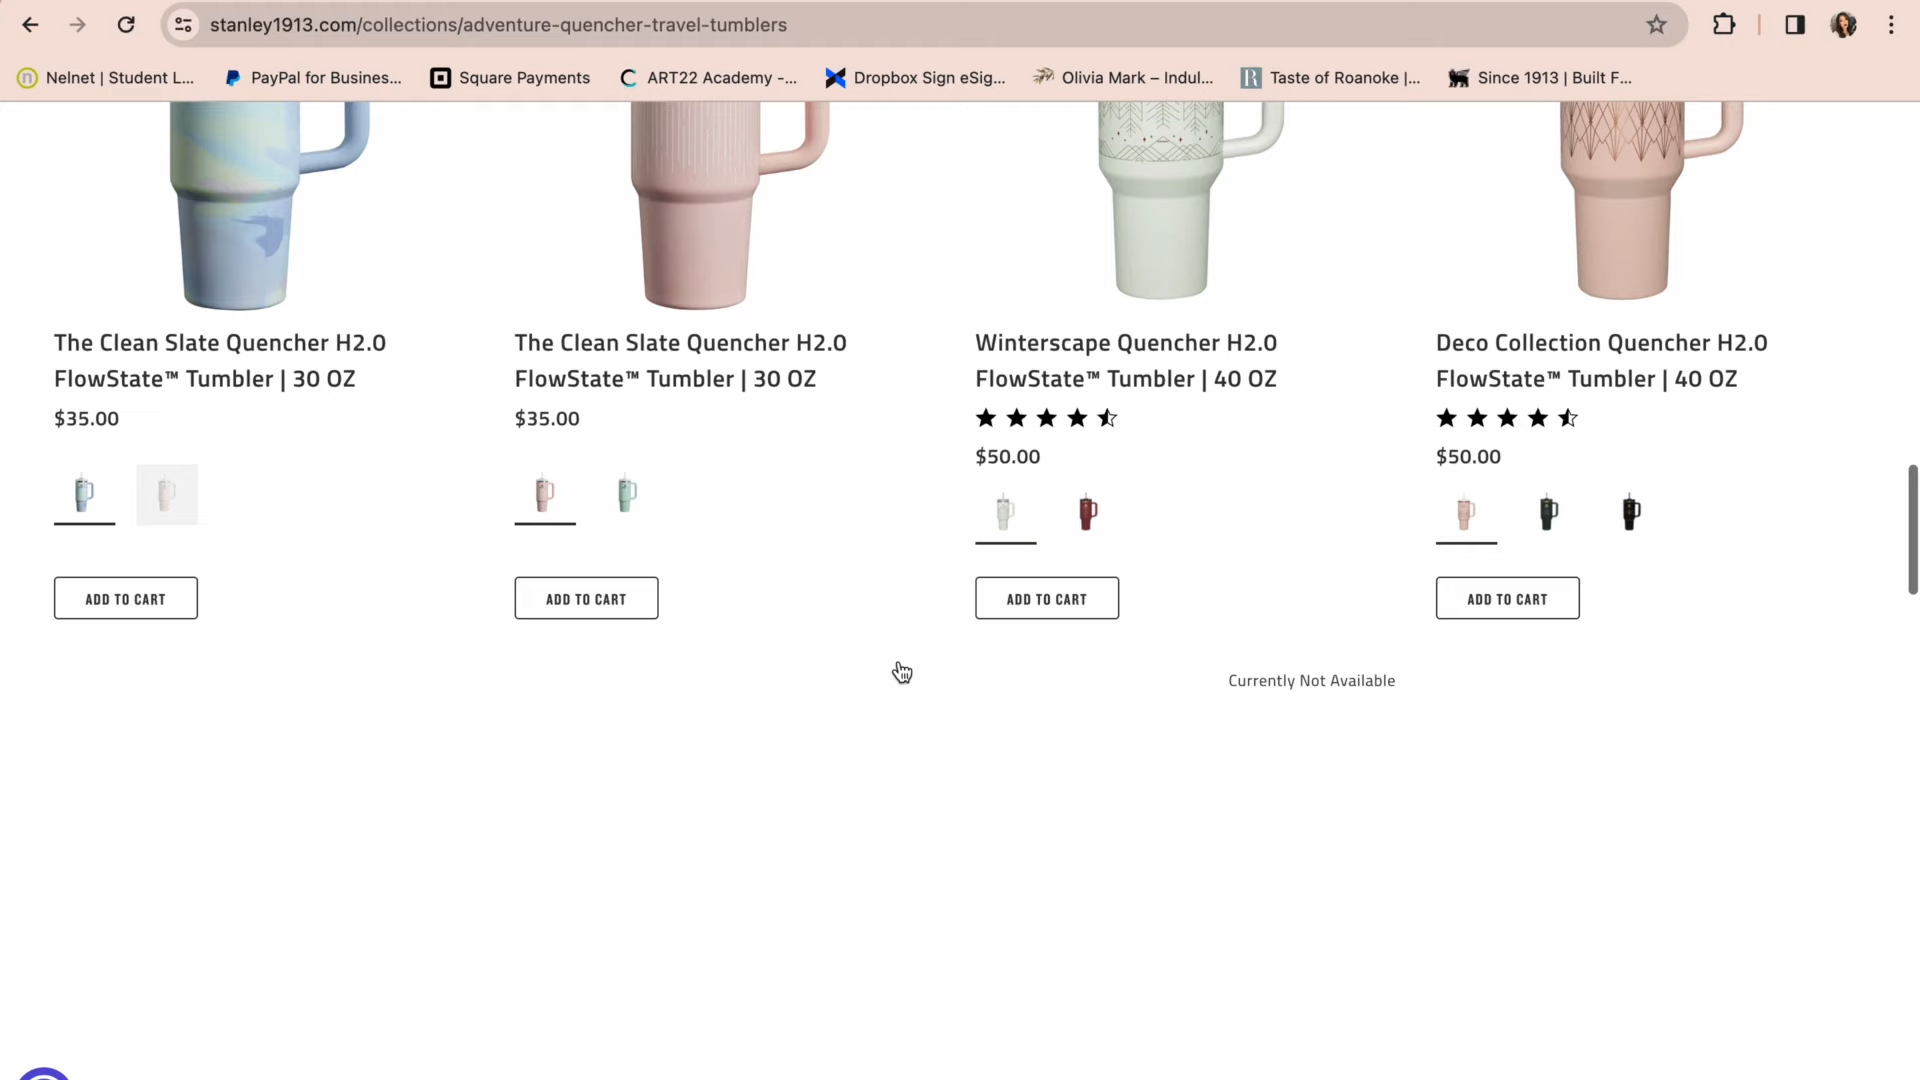 stanley1913.com/collections/adventure-quencher-travel-tumblers
Nelnet | Student L...
PayPal for Busines...
Square Payments
ART22 Academy -...
Dropbox Sign eSig...
Olivia Mark – Indul...
Taste of Roanoke |...
Since 1913 | Built F...
The Clean Slate Quencher H2.0
FlowState™ Tumbler | 30 OZ
$35.00
ADD TO CART
The Clean Slate Quencher H2.0
FlowState™ Tumbler | 30 OZ
$35.00
ADD TO CART
Winterscape Quencher H2.0
FlowState™ Tumbler | 40 OZ
$50.00
ADD TO CART
Deco Collection Quencher H2.0
FlowState™ Tumbler | 40 OZ
$50.00
ADD TO CART
Currently Not Available